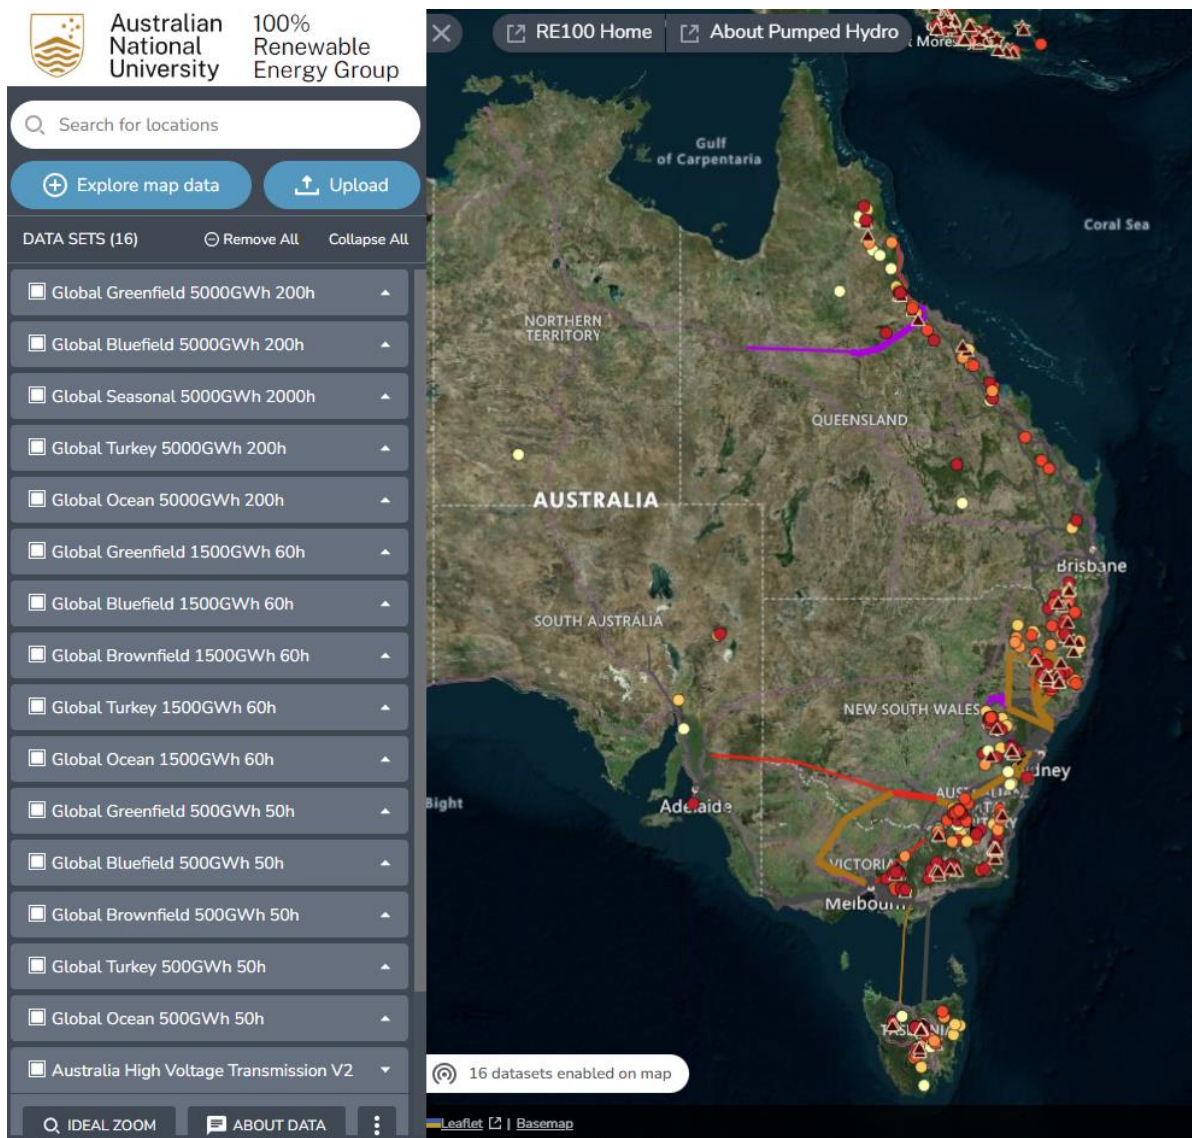 Australian
National
University
100%
Renewable
Energy Group
Search for locations
Explore map data
Upload
DATA SETS (16)
Remove All
Collapse All
Global Greenfield 5000GWh 200h
Global Bluefield 5000GWh 200h
Global Seasonal 5000GWh 2000h
Global Turkey 5000GWh 200h
Global Ocean 5000GWh 200h
Global Greenfield 1500GWh 60h
Global Bluefield 1500GWh 60h
Global Brownfield 1500GWh 60h
Global Turkey 1500GWh 60h
Global Ocean 1500GWh 60h
Global Greenfield 500GWh 50h
Global Bluefield 500GWh 50h
Global Brownfield 500GWh 50h
Global Turkey 500GWh 50h
Global Ocean 500GWh 50h
Australia High Voltage Transmission V2
IDEAL ZOOM
ABOUT DATA
RE100 Home
About Pumped Hydro
Gulf
of Carpentaria
Coral Sea
NORTHERN
TERRITORY
QUEENSLAND
AUSTRALIA
Brisbane
SOUTH AUSTRALIA
NEW SOUTH WALES
dney
Bight
Adelaide
VICTORIA
Melbourn
TASMANIA
16 datasets enabled on map
Leaflet | Basemap